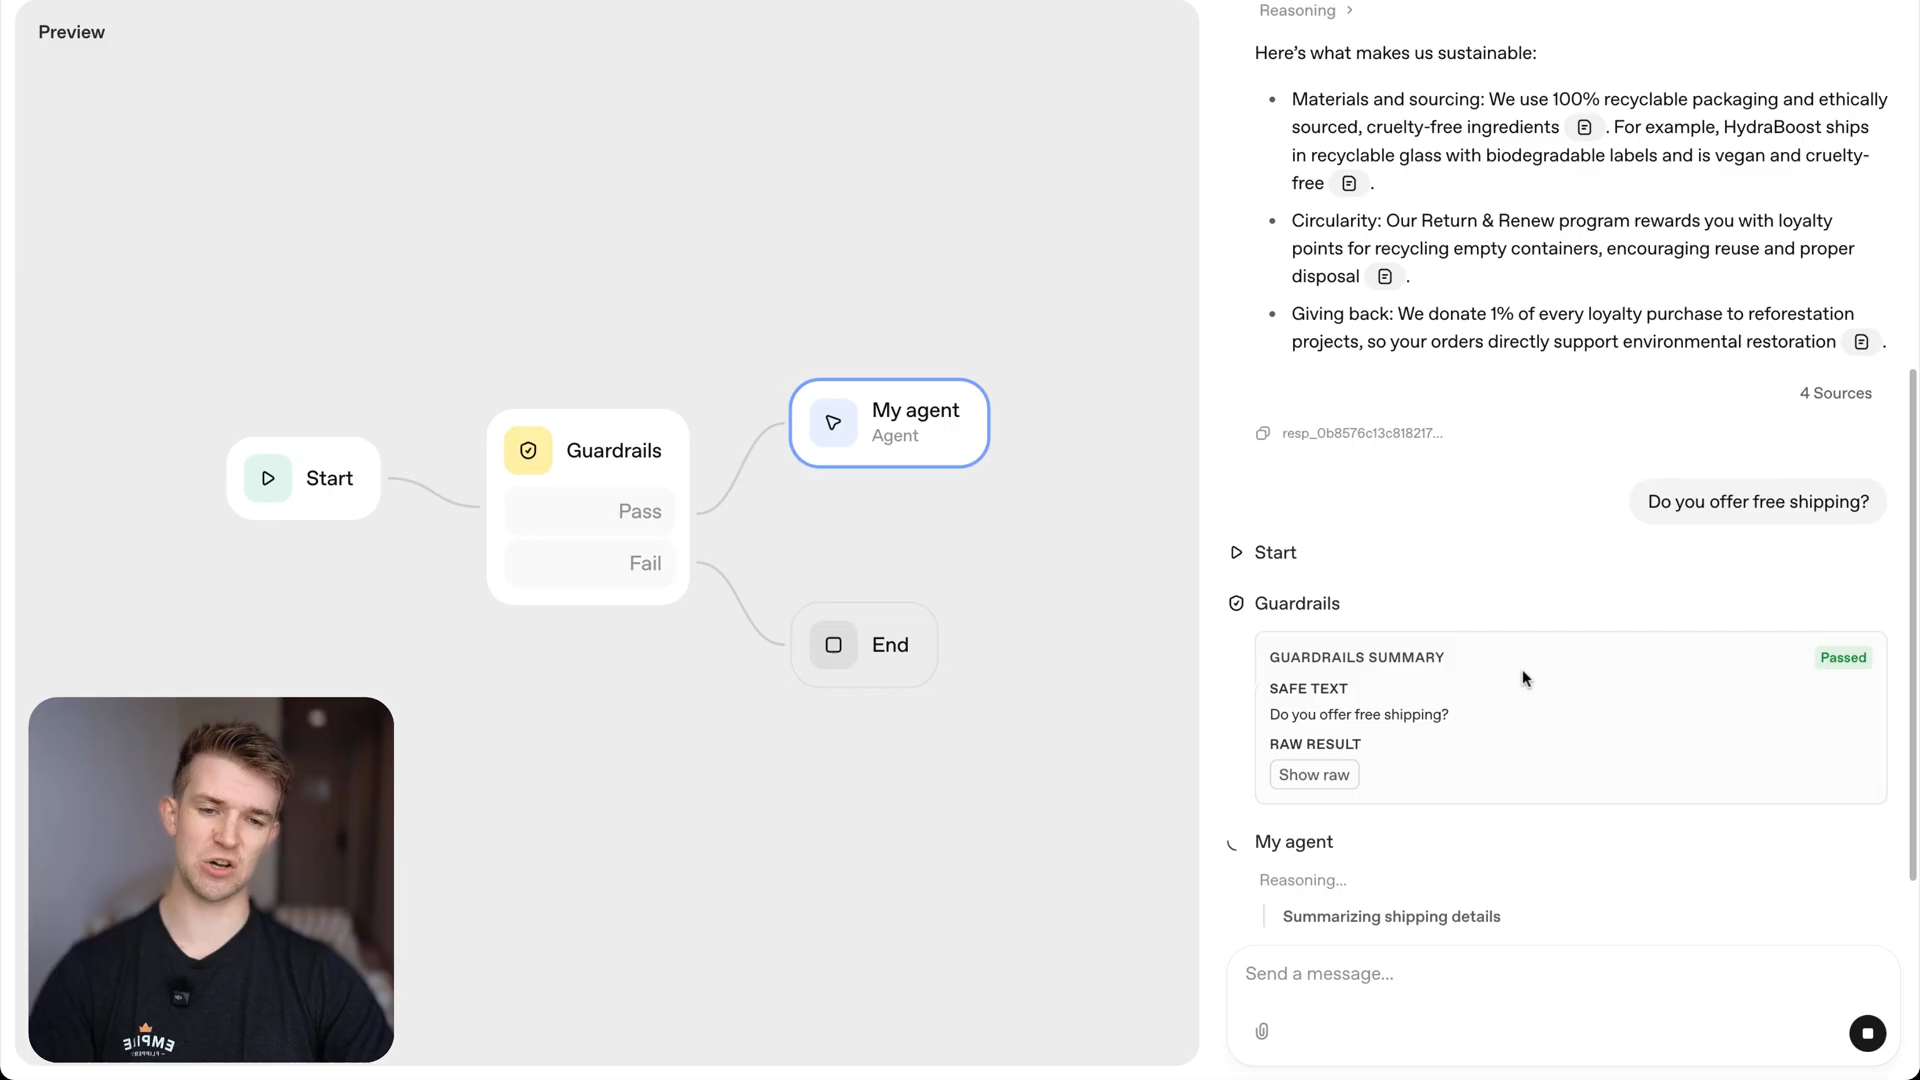 Preview
Start
Guardrails
Pass
Fail
My agent
Agent
End
EMPIRE
FLIPPERS
Reasoning
Here’s what makes us sustainable:
• Materials and sourcing: We use 100% recyclable packaging and ethically
sourced, cruelty-free ingredients . For example, HydraBoost ships
in recyclable glass with biodegradable labels and is vegan and cruelty-
free .
• Circularity: Our Return & Renew program rewards you with loyalty
points for recycling empty containers, encouraging reuse and proper
disposal .
• Giving back: We donate 1% of every loyalty purchase to reforestation
projects, so your orders directly support environmental restoration .
4 Sources
resp_0b8576c13c818217...
Do you offer free shipping?
Start
Guardrails
GUARDRAILS SUMMARY Passed
SAFE TEXT
Do you offer free shipping?
RAW RESULT
Show raw
My agent
Reasoning...
Summarizing shipping details
Send a message...